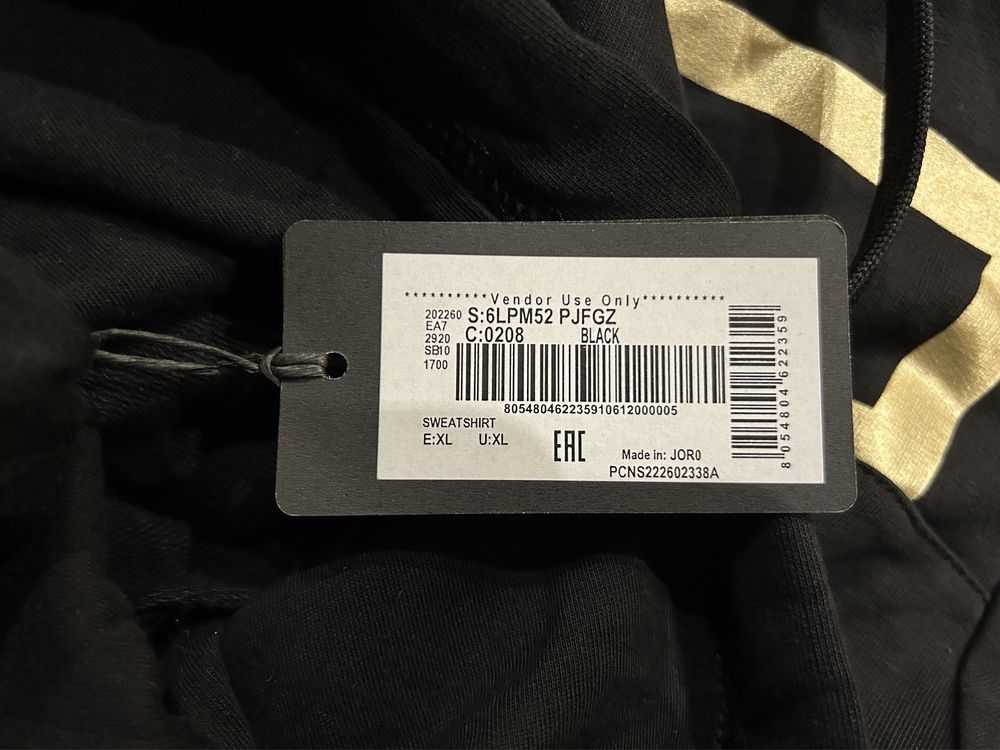 **********Vendor Use Only**********
202260 S:6LPM52 PJFGZ
EA7
2920 C:0208 BLACK
SB10
1700
805480462235910612000005
SWEATSHIRT
E:XL U:XL
EAC
Made in: JOR0
PCNS222602338A
8054804622359